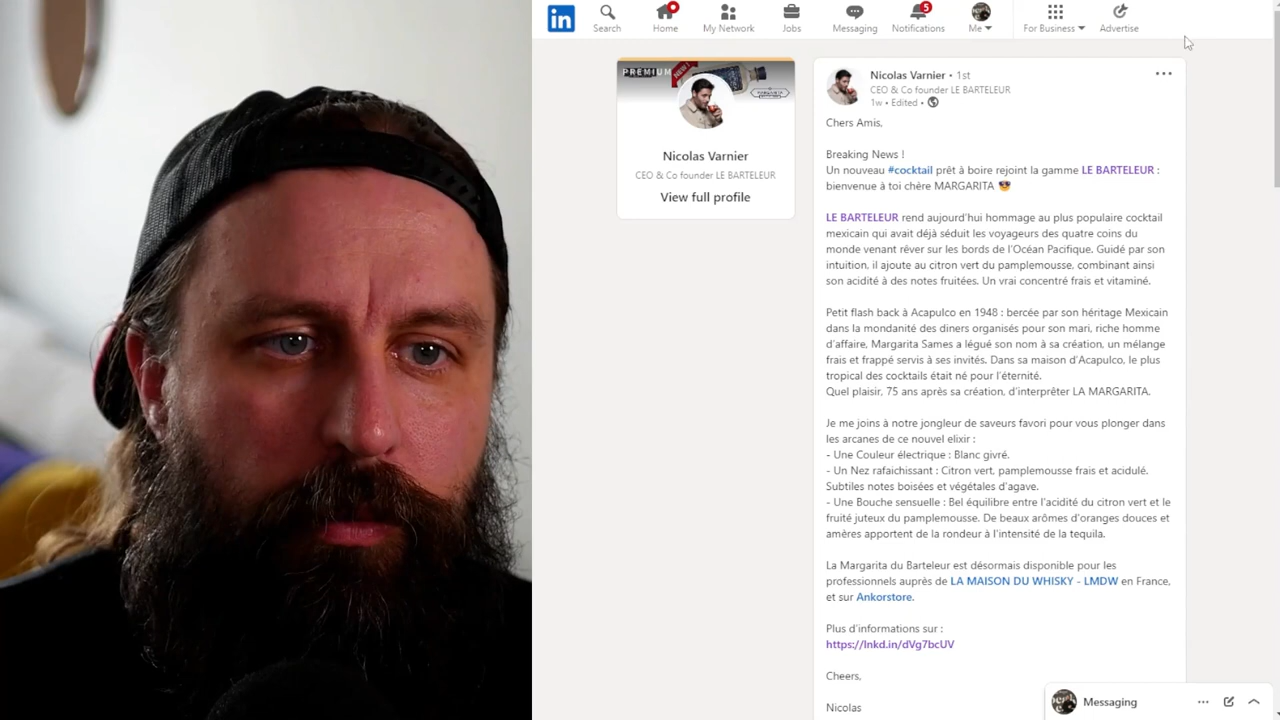 in
Search
Home
My Network
Jobs
Messaging
5
Notifications
Me
For Business
Advertise
PREMIUM
NEW!
MARGARITA
Nicolas Varnier
CEO & Co founder LE BARTELEUR
View full profile
Nicolas Varnier • 1st
CEO & Co founder LE BARTELEUR
1w • Edited •
Chers Amis,
Breaking News !
Un nouveau #cocktail prêt à boire rejoint la gamme LE BARTELEUR :
bienvenue à toi chère MARGARITA
LE BARTELEUR rend aujourd'hui hommage au plus populaire cocktail
mexicain qui avait déjà séduit les voyageurs des quatre coins du
monde venant rêver sur les bords de l'Océan Pacifique. Guidé par son
intuition, il ajoute au citron vert du pamplemousse, combinant ainsi
son acidité à des notes fruitées. Un vrai concentré frais et vitaminé.
Petit flash back à Acapulco en 1948 : bercée par son héritage Mexicain
dans la mondanité des diners organisés pour son mari, riche homme
d'affaire, Margarita Sames a légué son nom à sa création, un mélange
frais et frappé servis à ses invités. Dans sa maison d'Acapulco, le plus
tropical des cocktails était né pour l'éternité.
Quel plaisir, 75 ans après sa création, d'interprêter LA MARGARITA.
Je me joins à notre jongleur de saveurs favori pour vous plonger dans
les arcanes de ce nouvel elixir :
- Une Couleur électrique : Blanc givré.
- Un Nez rafaichissant : Citron vert, pamplemousse frais et acidulé.
Subtiles notes boisées et végétales d'agave.
- Une Bouche sensuelle : Bel équilibre entre l'acidité du citron vert et le
fruité juteux du pamplemousse. De beaux arômes d'oranges douces et
amères apportent de la rondeur à l'intensité de la tequila.
La Margarita du Barteleur est désormais disponible pour les
professionnels auprès de LA MAISON DU WHISKY - LMDW en France,
et sur Ankorstore.
Plus d'informations sur :
https://lnkd.in/dVg7bcUV
Cheers,
Nicolas
Messaging